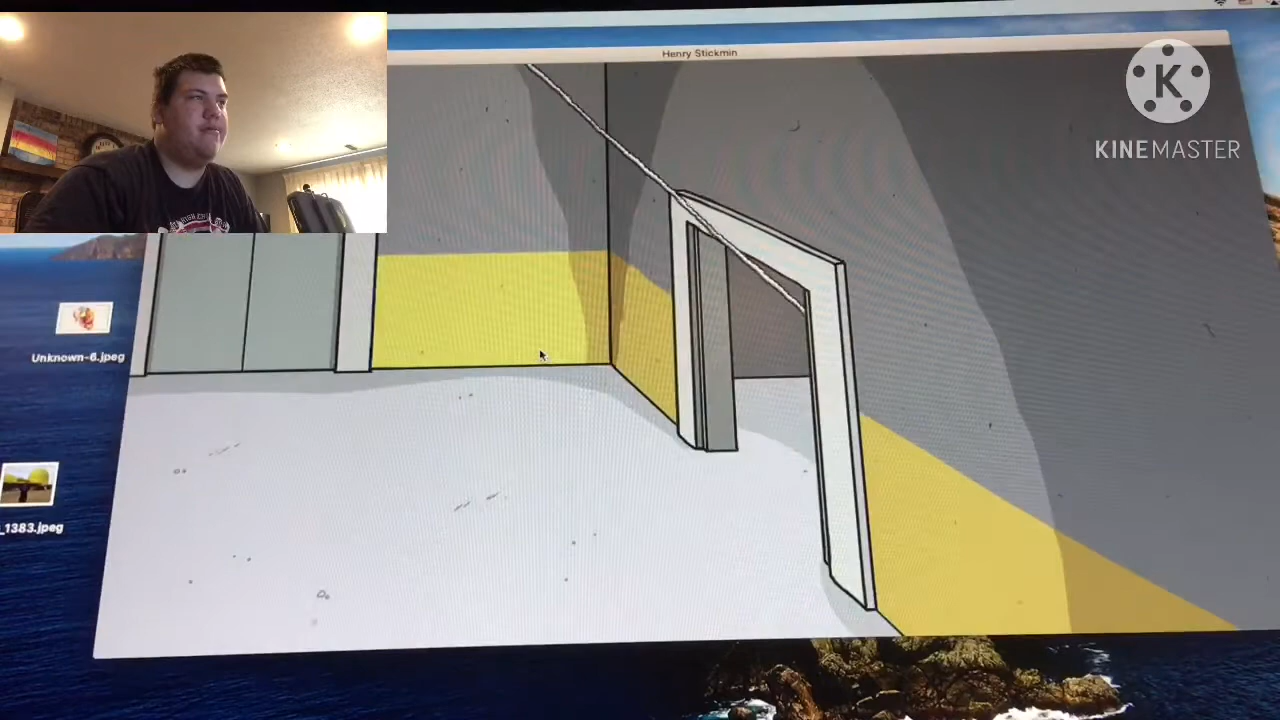 Henry Stickmin
K
KINEMASTER
Unknown-6.jpeg
_1383.jpeg